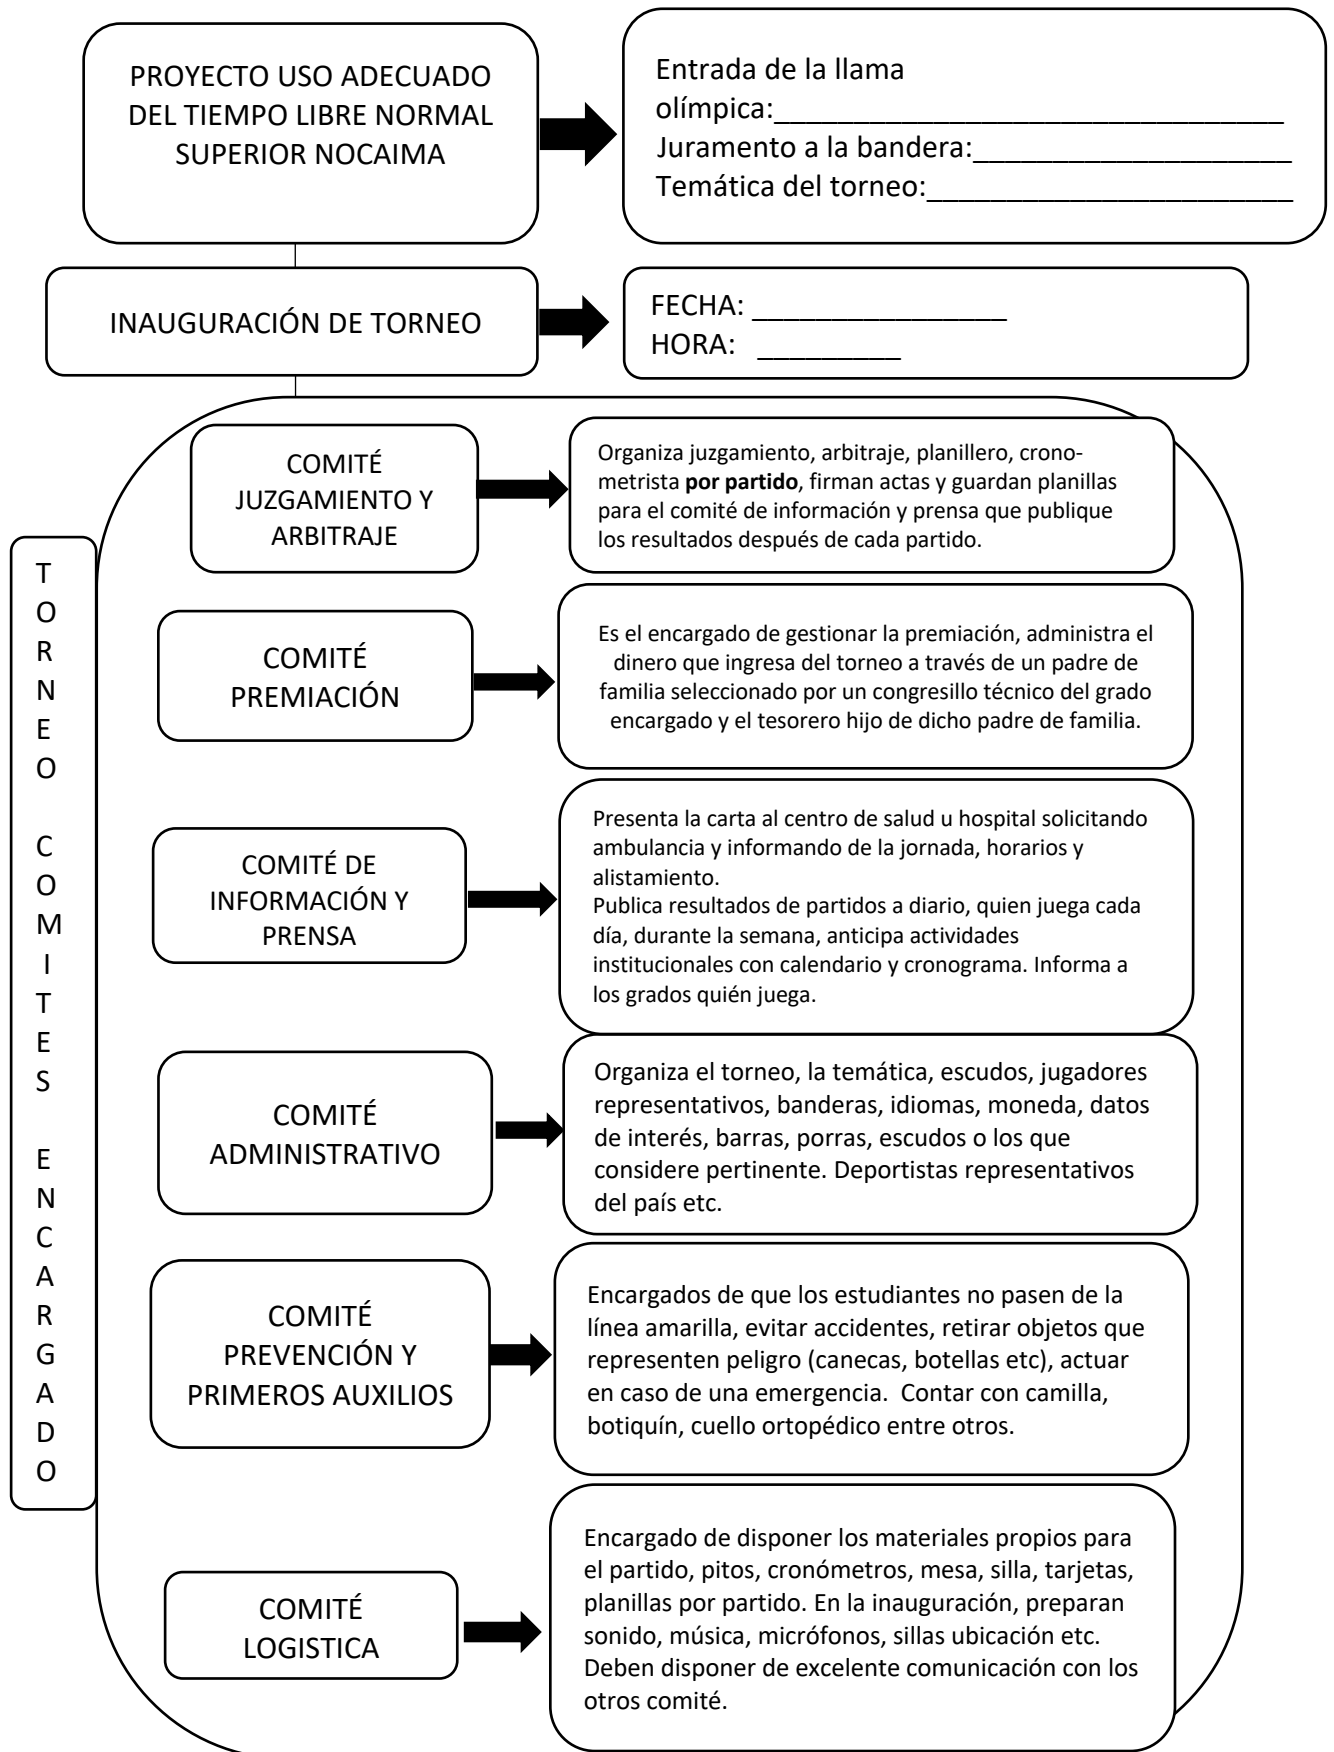 PROYECTO USO ADECUADO
DEL TIEMPO LIBRE NORMAL
SUPERIOR NOCAIMA
Entrada de la llama
olímpica:________________________________
Juramento a la bandera:____________________
Temática del torneo:_______________________
INAUGURACIÓN DE TORNEO
FECHA: ________________
HORA: _________
TORNEO COMITES ENCARGADO
COMITÉ
JUZGAMIENTO Y
ARBITRAJE
Organiza juzgamiento, arbitraje, planillero, crono-
metrista por partido, firman actas y guardan planillas
para el comité de información y prensa que publique
los resultados después de cada partido.
COMITÉ
PREMIACIÓN
Es el encargado de gestionar la premiación, administra el
dinero que ingresa del torneo a través de un padre de
familia seleccionado por un congresillo técnico del grado
encargado y el tesorero hijo de dicho padre de familia.
COMITÉ DE
INFORMACIÓN Y
PRENSA
Presenta la carta al centro de salud u hospital solicitando
ambulancia y informando de la jornada, horarios y
alistamiento.
Publica resultados de partidos a diario, quien juega cada
día, durante la semana, anticipa actividades
institucionales con calendario y cronograma. Informa a
los grados quién juega.
COMITÉ
ADMINISTRATIVO
Organiza el torneo, la temática, escudos, jugadores
representativos, banderas, idiomas, moneda, datos
de interés, barras, porras, escudos o los que
considere pertinente. Deportistas representativos
del país etc.
COMITÉ
PREVENCIÓN Y
PRIMEROS AUXILIOS
Encargados de que los estudiantes no pasen de la
línea amarilla, evitar accidentes, retirar objetos que
representen peligro (canecas, botellas etc), actuar
en caso de una emergencia. Contar con camilla,
botiquín, cuello ortopédico entre otros.
COMITÉ
LOGISTICA
Encargado de disponer los materiales propios para
el partido, pitos, cronómetros, mesa, silla, tarjetas,
planillas por partido. En la inauguración, preparan
sonido, música, micrófonos, sillas ubicación etc.
Deben disponer de excelente comunicación con los
otros comité.